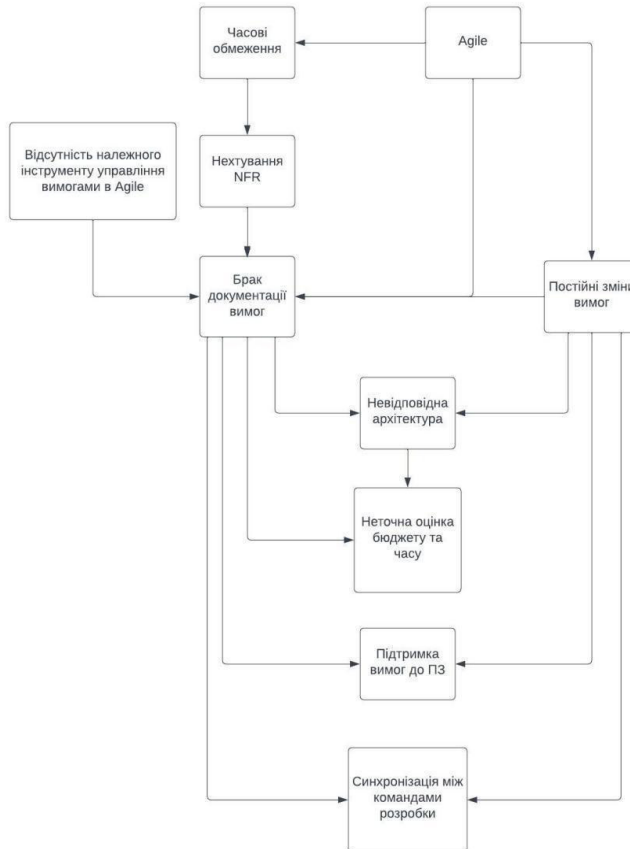 Часові
обмеження
Agile
Відсутність належного
інструменту управління
вимогами в Agile
Нехтування
NFR
Брак
документації
вимог
Постійні зміни
вимог
Невідповідна
архітектура
Неточна оцінка
бюджету та
часу
Підтримка
вимог до ПЗ
Синхронізація між
командами
розробки